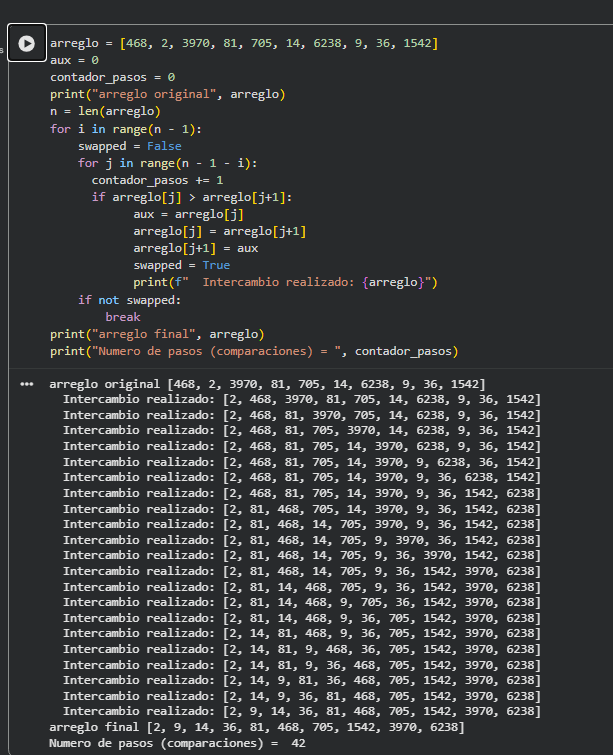 arreglo = [468, 2, 3970, 81, 705, 14, 6238, 9, 36, 1542]
aux = 0
contador_pasos = 0
print("arreglo original", arreglo)
n = len(arreglo)
for i in range(n - 1):
    swapped = False
    for j in range(n - 1 - i):
      contador_pasos += 1
      if arreglo[j] > arreglo[j+1]:
            aux = arreglo[j]
            arreglo[j] = arreglo[j+1]
            arreglo[j+1] = aux
            swapped = True
            print(f"  Intercambio realizado: {arreglo}")
    if not swapped:
        break
print("arreglo final", arreglo)
print("Numero de pasos (comparaciones) = ", contador_pasos)
arreglo original [468, 2, 3970, 81, 705, 14, 6238, 9, 36, 1542]
  Intercambio realizado: [2, 468, 3970, 81, 705, 14, 6238, 9, 36, 1542]
  Intercambio realizado: [2, 468, 81, 3970, 705, 14, 6238, 9, 36, 1542]
  Intercambio realizado: [2, 468, 81, 705, 3970, 14, 6238, 9, 36, 1542]
  Intercambio realizado: [2, 468, 81, 705, 14, 3970, 6238, 9, 36, 1542]
  Intercambio realizado: [2, 468, 81, 705, 14, 3970, 9, 6238, 36, 1542]
  Intercambio realizado: [2, 468, 81, 705, 14, 3970, 9, 36, 6238, 1542]
  Intercambio realizado: [2, 468, 81, 705, 14, 3970, 9, 36, 1542, 6238]
  Intercambio realizado: [2, 81, 468, 705, 14, 3970, 9, 36, 1542, 6238]
  Intercambio realizado: [2, 81, 468, 14, 705, 3970, 9, 36, 1542, 6238]
  Intercambio realizado: [2, 81, 468, 14, 705, 9, 3970, 36, 1542, 6238]
  Intercambio realizado: [2, 81, 468, 14, 705, 9, 36, 3970, 1542, 6238]
  Intercambio realizado: [2, 81, 468, 14, 705, 9, 36, 1542, 3970, 6238]
  Intercambio realizado: [2, 81, 14, 468, 705, 9, 36, 1542, 3970, 6238]
  Intercambio realizado: [2, 81, 14, 468, 9, 705, 36, 1542, 3970, 6238]
  Intercambio realizado: [2, 81, 14, 468, 9, 36, 705, 1542, 3970, 6238]
  Intercambio realizado: [2, 14, 81, 468, 9, 36, 705, 1542, 3970, 6238]
  Intercambio realizado: [2, 14, 81, 9, 468, 36, 705, 1542, 3970, 6238]
  Intercambio realizado: [2, 14, 81, 9, 36, 468, 705, 1542, 3970, 6238]
  Intercambio realizado: [2, 14, 9, 81, 36, 468, 705, 1542, 3970, 6238]
  Intercambio realizado: [2, 14, 9, 36, 81, 468, 705, 1542, 3970, 6238]
  Intercambio realizado: [2, 9, 14, 36, 81, 468, 705, 1542, 3970, 6238]
arreglo final [2, 9, 14, 36, 81, 468, 705, 1542, 3970, 6238]
Numero de pasos (comparaciones) =  42